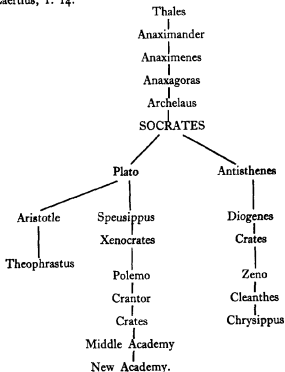 Laertius, 1. 14.
Thales
Anaximander
Anaximenes
Anaxagoras
Archelaus
SOCRATES
Plato Antisthenes
Aristotle Speusippus Diogenes
Xenocrates Crates
Theophrastus
Polemo Zeno
Crantor Cleanthes
Crates Chrysippus
Middle Academy
New Academy.